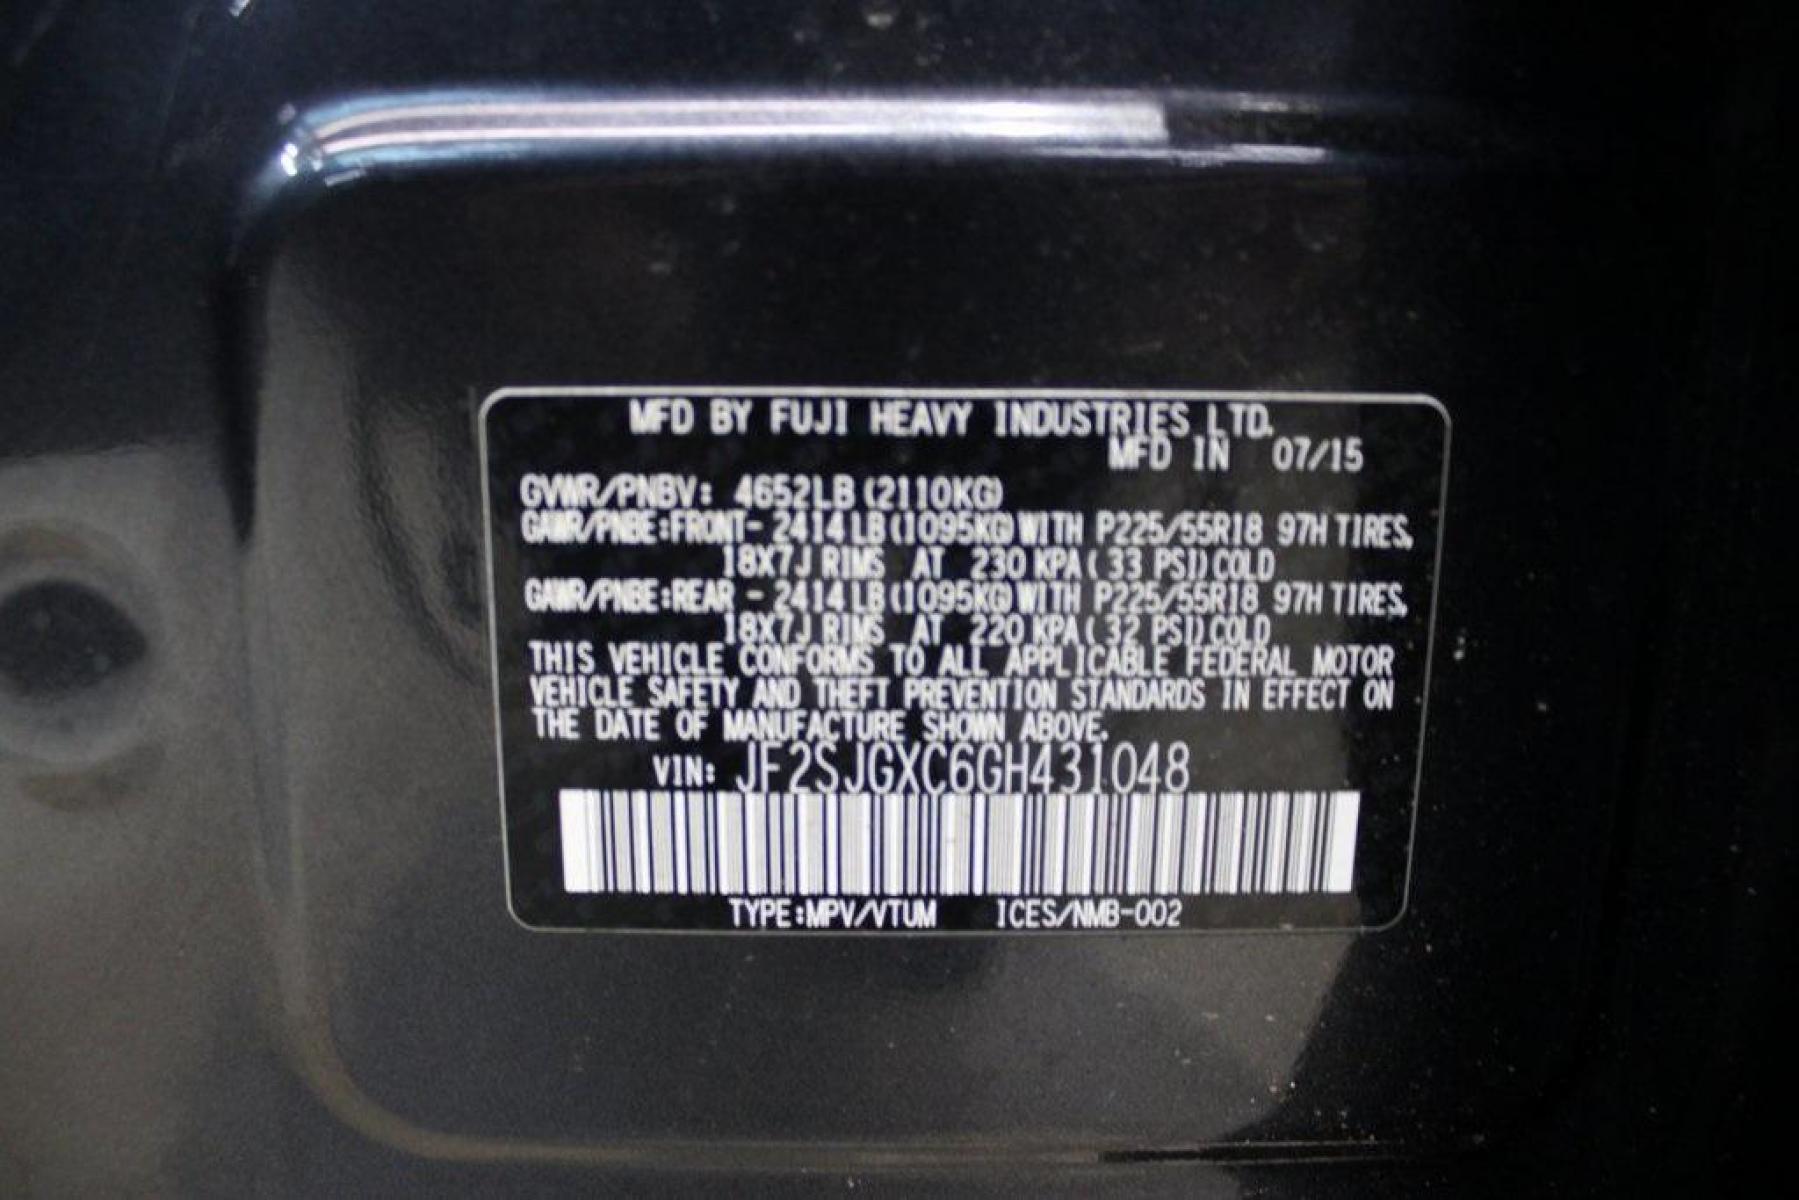 MFD BY FUJI HEAVY INDUSTRIES LTD.
MFD IN 07/15
GVWR/PNBV: 4652LB (2110KG)
GAWR/PNBE:FRONT- 2414LB (1095KG) WITH P225/55R18 97H TIRES,
18X7J RIMS AT 230 KPA( 33 PSI) COLD
GAWR/PNBE:REAR - 2414LB (1095KG) WITH P225/55R18 97H TIRES,
18X7J RIMS AT 220 KPA( 32 PSI) COLD
THIS VEHICLE CONFORMS TO ALL APPLICABLE FEDERAL MOTOR
VEHICLE SAFETY AND THEFT PREVENTION STANDARDS IN EFFECT ON
THE DATE OF MANUFACTURE SHOWN ABOVE.
VIN: JF2SJGXC6GH431048
TYPE:MPV/VTUM ICES/NMB-002